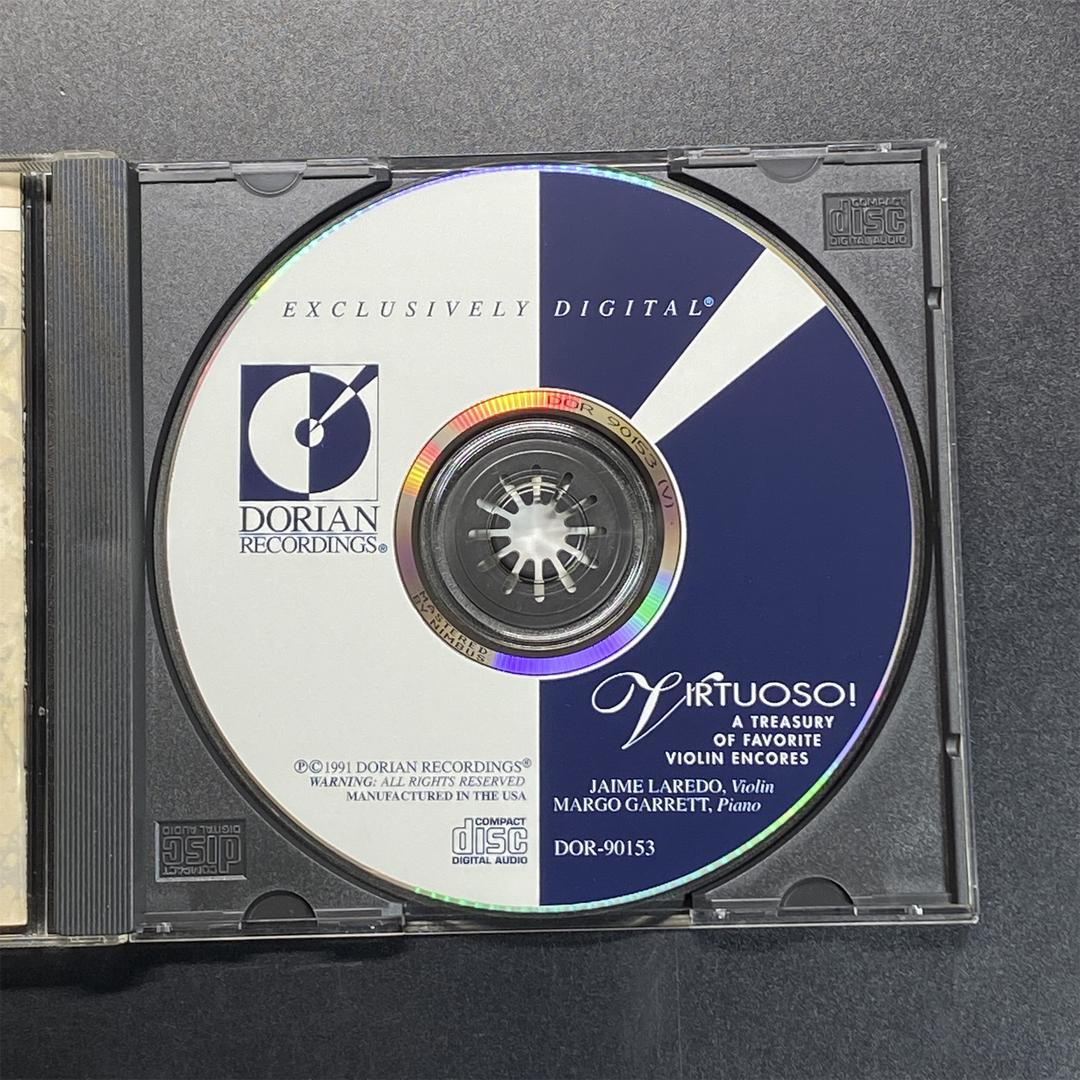 COMPACT
disc
DIGITAL AUDIO
EXCLUSIVELY DIGITAL®
DOR 90153 (V) .
DORIAN
RECORDINGS®
MASTERED
BY NIMBUS
VIRTUOSO!
A TREASURY
OF FAVORITE
VIOLIN ENCORES
℗©1991 DORIAN RECORDINGS®
WARNING: ALL RIGHTS RESERVED
MANUFACTURED IN THE USA
JAIME LAREDO, Violin
MARGO GARRETT, Piano
COMPACT
disc
DIGITAL AUDIO
DOR-90153
COMPACT
disc
DIGITAL AUDIO